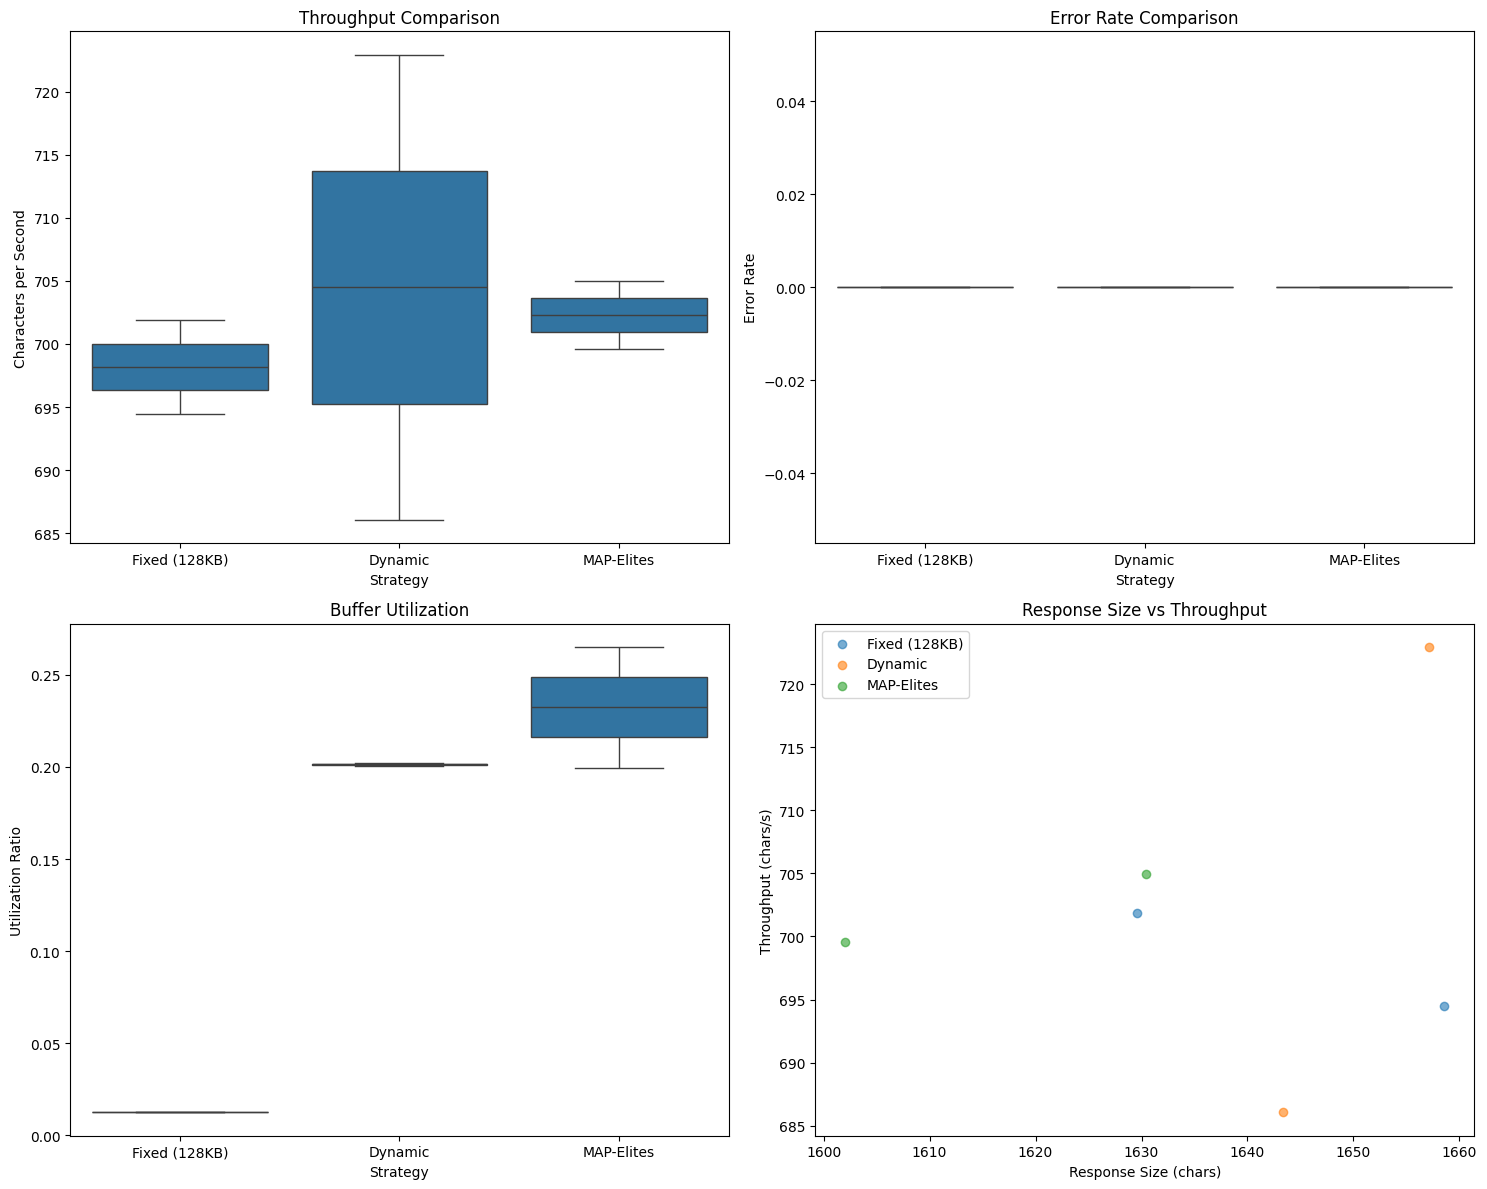 Throughput Comparison
Characters per Second
720
715
710
705
700
695
690
685
Fixed (128KB)
Dynamic
MAP-Elites
Strategy
Error Rate Comparison
Error Rate
0.04
0.02
0.00
−0.02
−0.04
Fixed (128KB)
Dynamic
MAP-Elites
Strategy
Buffer Utilization
Utilization Ratio
0.25
0.20
0.15
0.10
0.05
0.00
Fixed (128KB)
Dynamic
MAP-Elites
Strategy
Response Size vs Throughput
Fixed (128KB)
Dynamic
MAP-Elites
Throughput (chars/s)
720
715
710
705
700
695
690
685
1600
1610
1620
1630
1640
1650
1660
Response Size (chars)